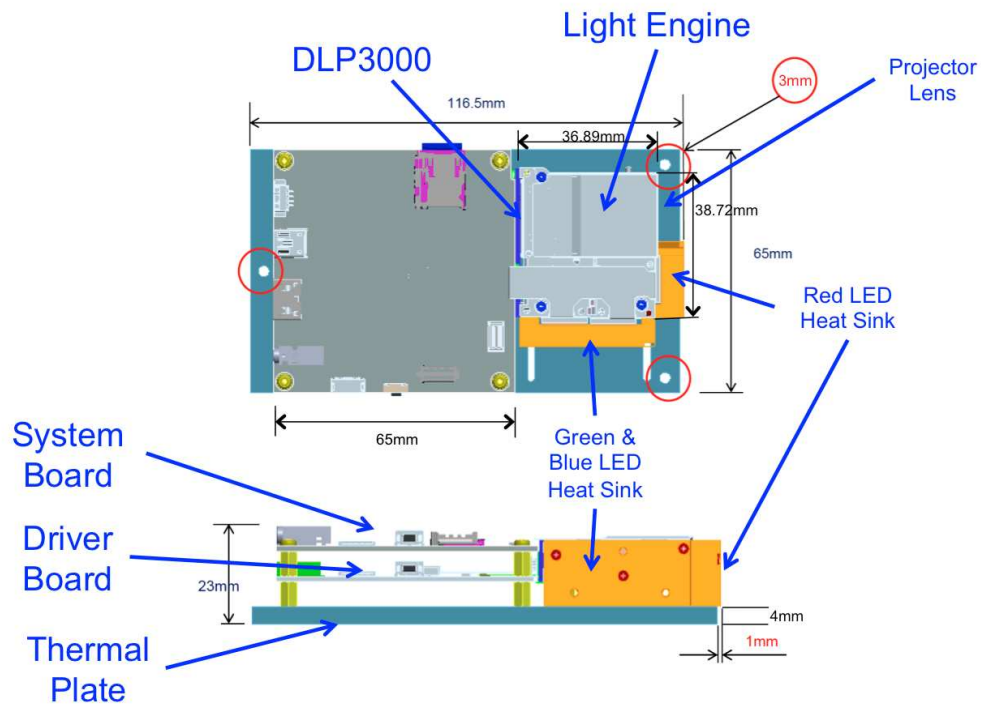 Light Engine
DLP3000
Projector
Lens
3mm
116.5mm
36.89mm
38.72mm
65mm
Red LED
Heat Sink
65mm
System
Board
Green &
Blue LED
Heat Sink
Driver
Board
23mm
4mm
1mm
Thermal
Plate